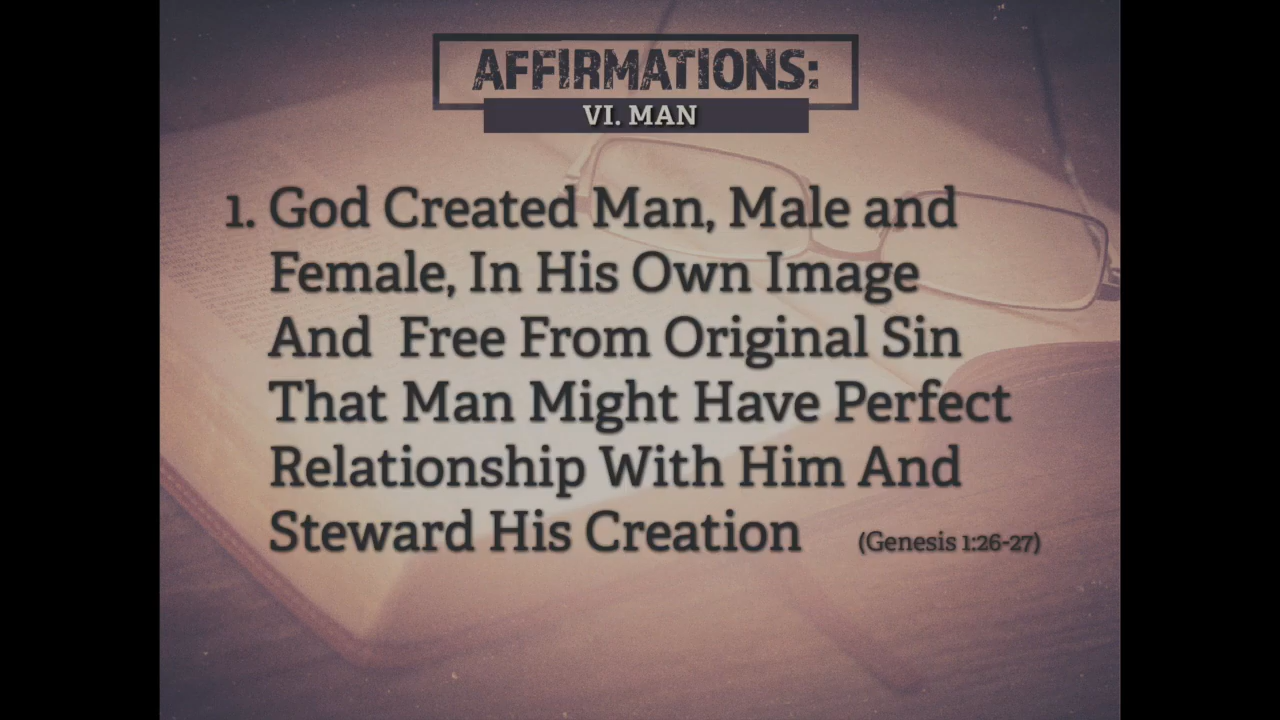 AFFIRMATIONS:
VI. MAN
1. God Created Man, Male and
Female, In His Own Image
And Free From Original Sin
That Man Might Have Perfect
Relationship With Him And
Steward His Creation (Genesis 1:26-27)